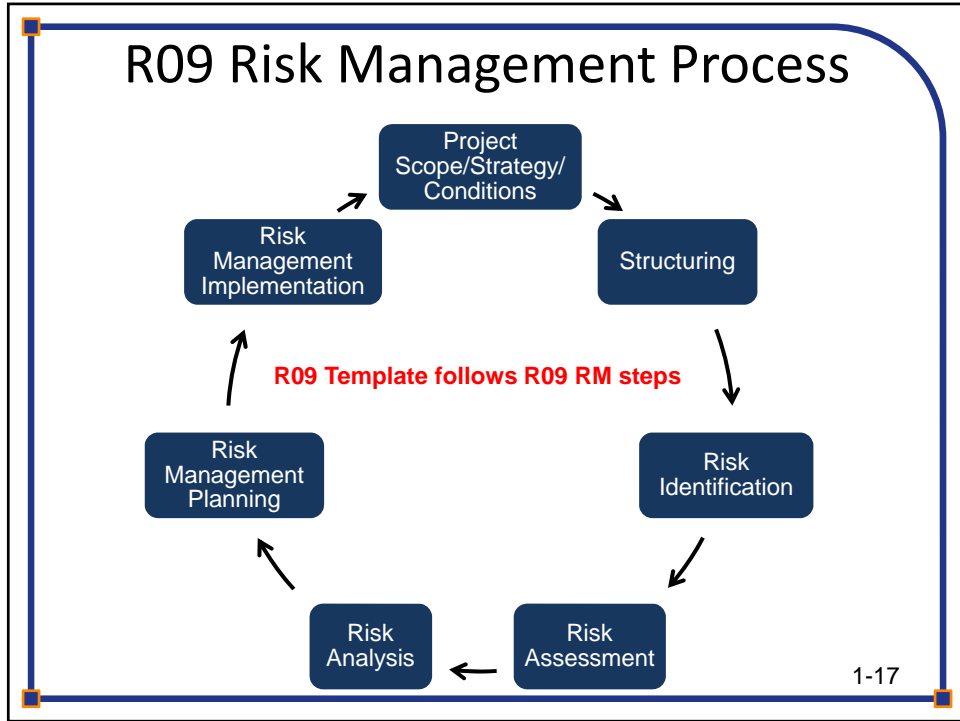 R09 Risk Management Process
Project
Scope/Strategy/
Conditions
Structuring
Risk
Identification
Risk
Assessment
Risk
Analysis
Risk
Management
Planning
Risk
Management
Implementation
R09 Template follows R09 RM steps
1-17